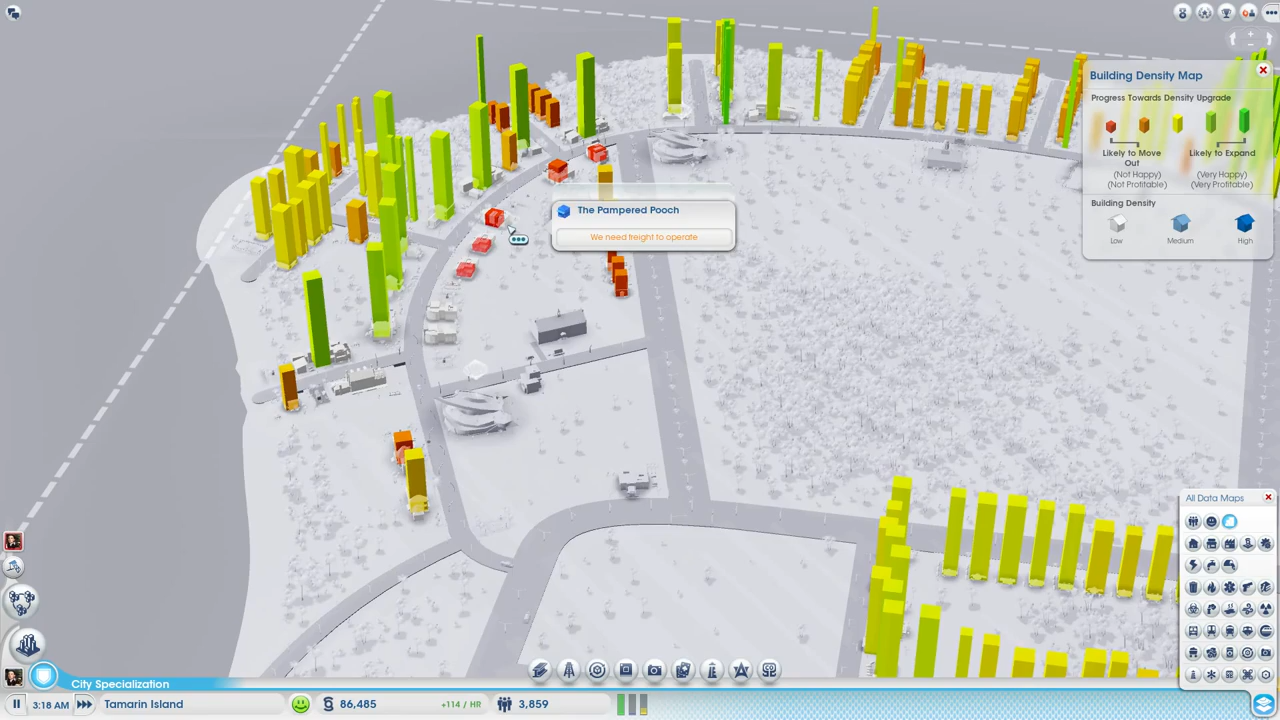 Building Density Map
Progress Towards Density Upgrade
Likely to Move Out
(Not Happy)
(Not Profitable)
Likely to Expand
(Very Happy)
(Very Profitable)
Building Density
Low
Medium
High
The Pampered Pooch
We need freight to operate
All Data Maps
City Specialization
3:18 AM
Tamarin Island
86,485
+114 / HR
3,859